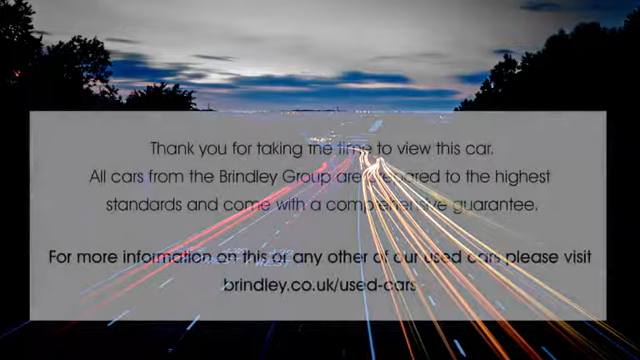 Thank you for taking the time to view this car.
All cars from the Brindley Group are prepared to the highest
standards and come with a comprehensive guarantee.
For more information on this or any other of our used cars please visit
brindley.co.uk/used-cars